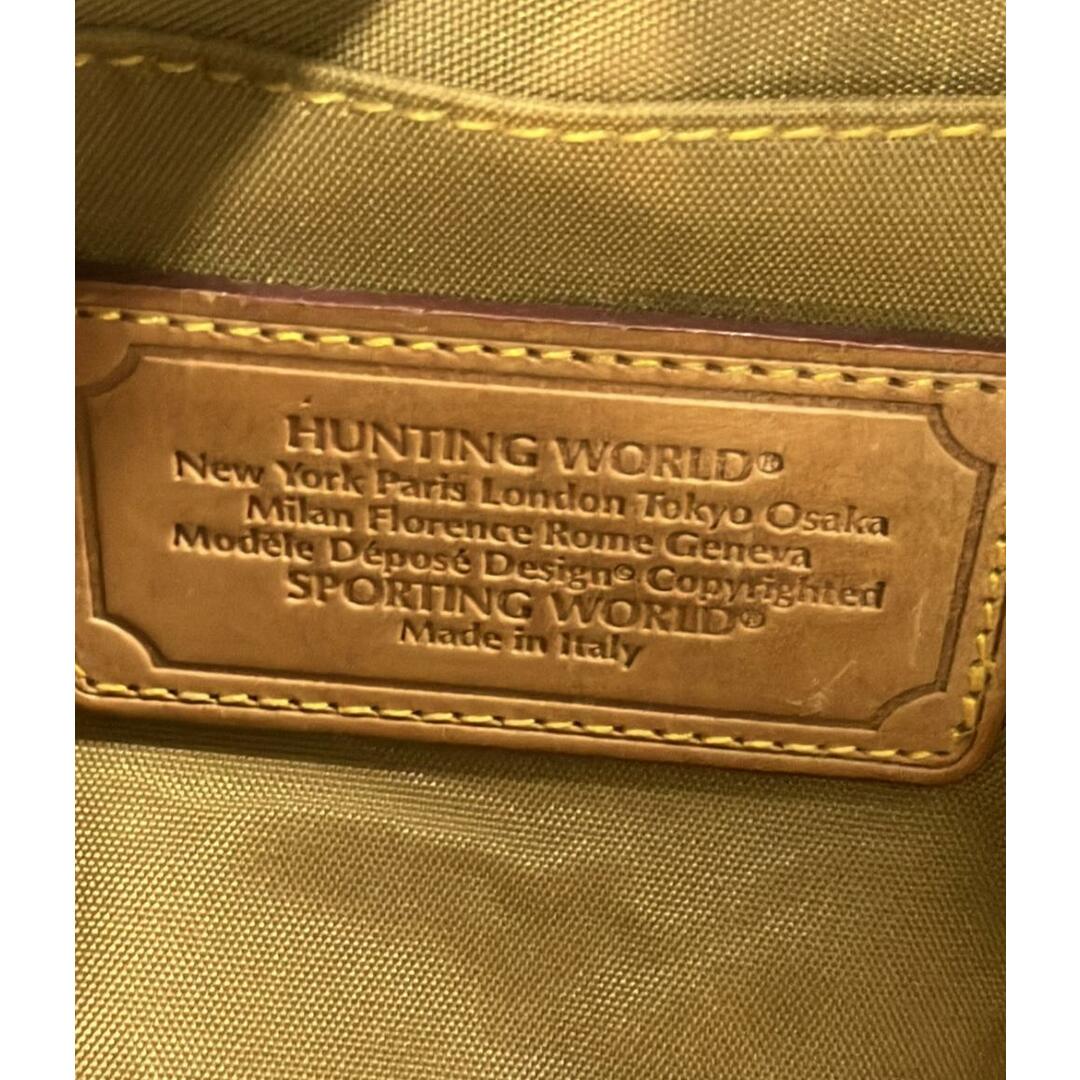 HUNTING WORLD®
New York Paris London Tokyo Osaka
Milan Florence Rome Geneva
Modéle Déposé Design® Copyrighted
SPORTING WORLD®
Made in Italy